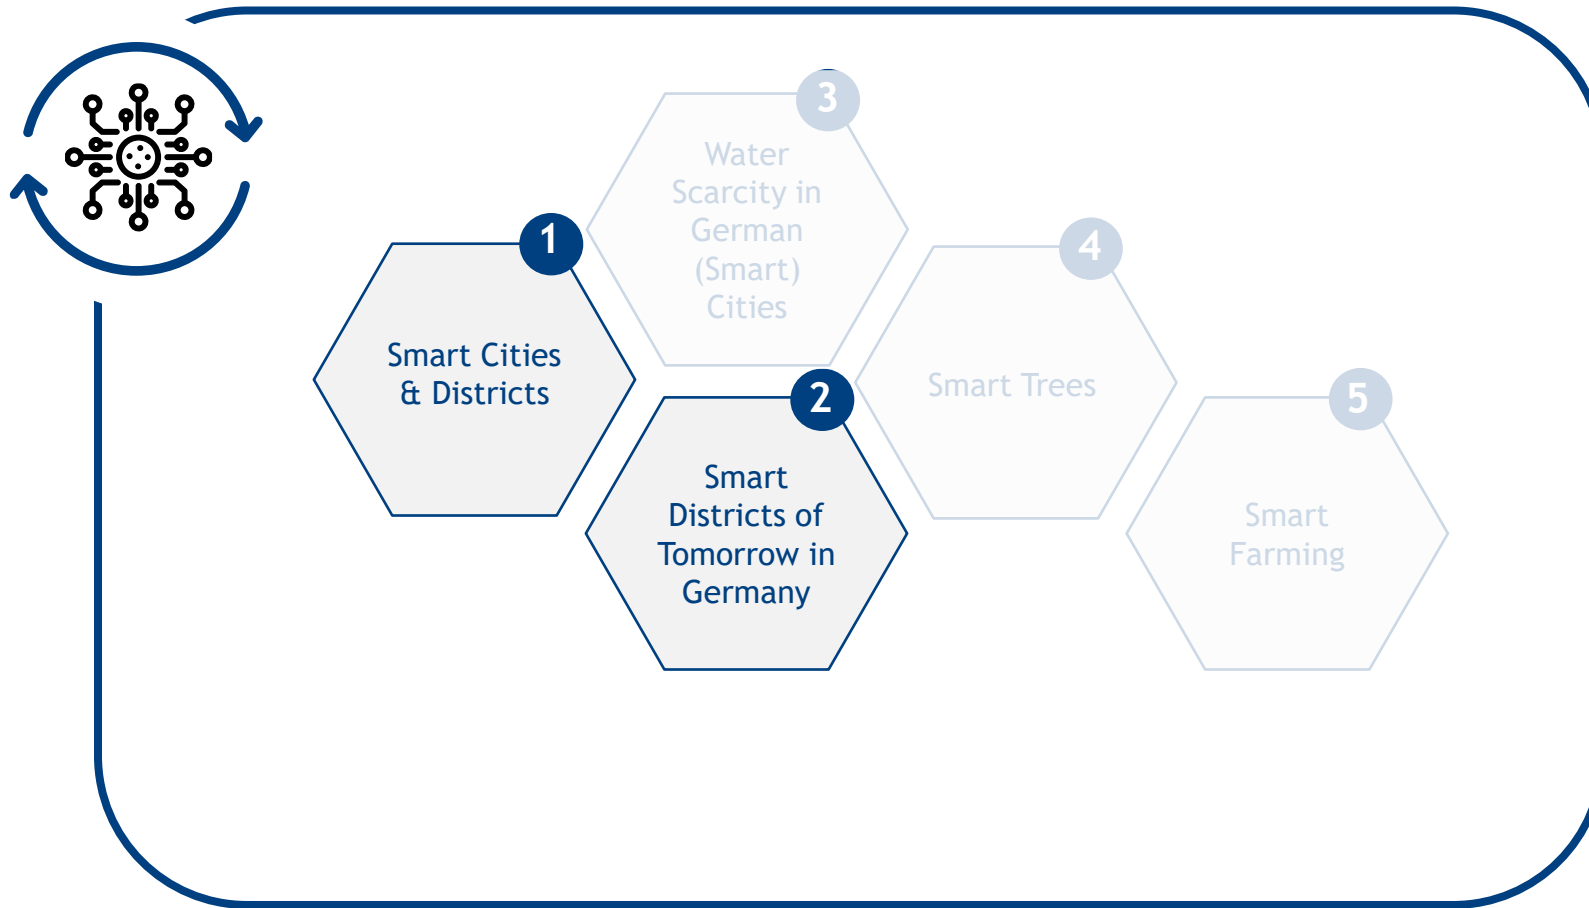 1
Smart Cities
& Districts
2
Smart
Districts of
Tomorrow in
Germany
3
Water
Scarcity in
German
(Smart)
Cities
4
Smart Trees
5
Smart
Farming